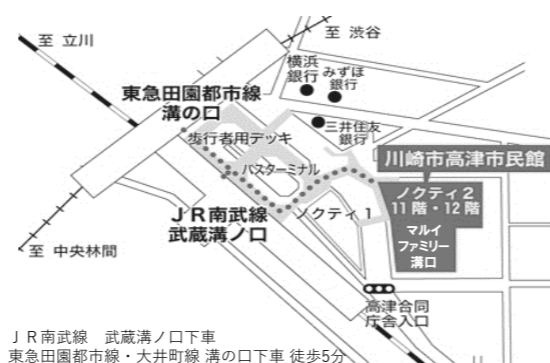 至 立川
至 渋谷
横浜
銀行
みずほ
銀行
東急田園都市線
溝の口
三井住友
銀行
歩行者用デッキ
バスターミナル
川崎市高津市民館
ノクティ2
11階・12階
マルイ
ファミリー
溝口
ノクティ1
JR南武線
武蔵溝ノ口
至 中央林間
高津合同
庁舎入口
JR南武線 武蔵溝ノ口下車
東急田園都市線・大井町線 溝の口下車 徒歩5分